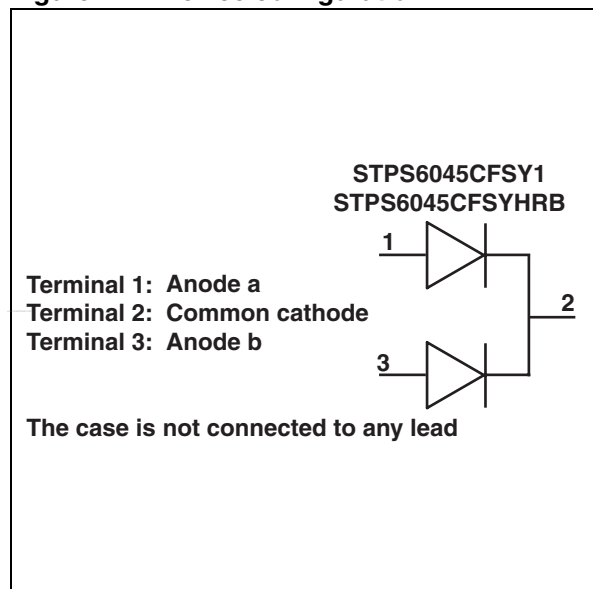 STPS6045CFSY1
STPS6045CFSYHRB
1
Terminal 1: Anode a
Terminal 2: Common cathode
2
Terminal 3: Anode b
3
The case is not connected to any lead